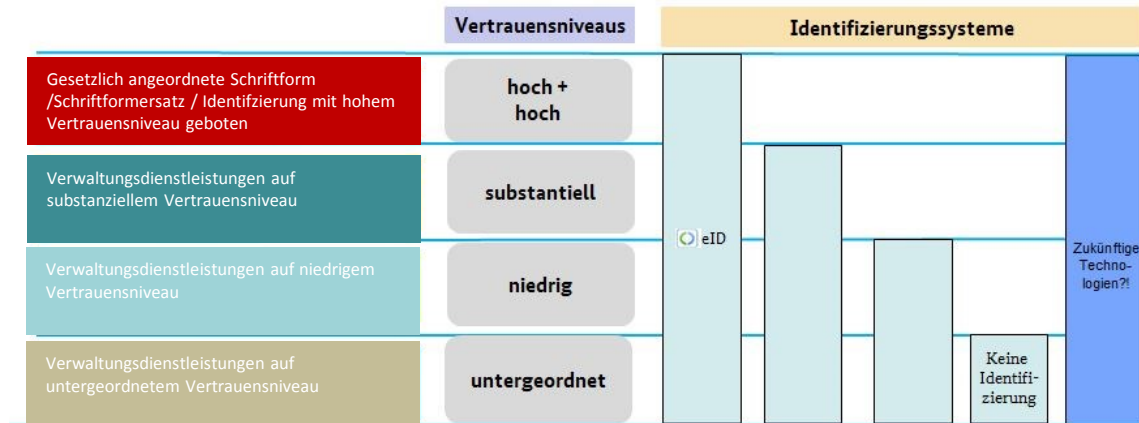 Vertrauensniveaus
Identifizierungssysteme
Gesetzlich angeordnete Schriftform
/Schriftformersatz / Identifzierung mit hohem
Vertrauensniveau geboten
hoch +
hoch
Verwaltungsdienstleistungen auf
substanziellem Vertrauensniveau
substantiell
eID
Zukünftige
Techno-
logien?!
Verwaltungsdienstleistungen auf niedrigem
Vertrauensniveau
niedrig
Verwaltungsdienstleistungen auf
untergeordnetem Vertrauensniveau
untergeordnet
Keine
Identifi-
zierung